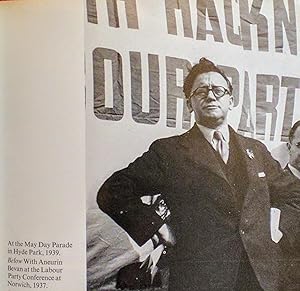 HACKN
OUR PART
At the May Day Parade
in Hyde Park, 1939.
Below With Aneurin
Bevan at the Labour
Party Conference at
Norwich, 1937.